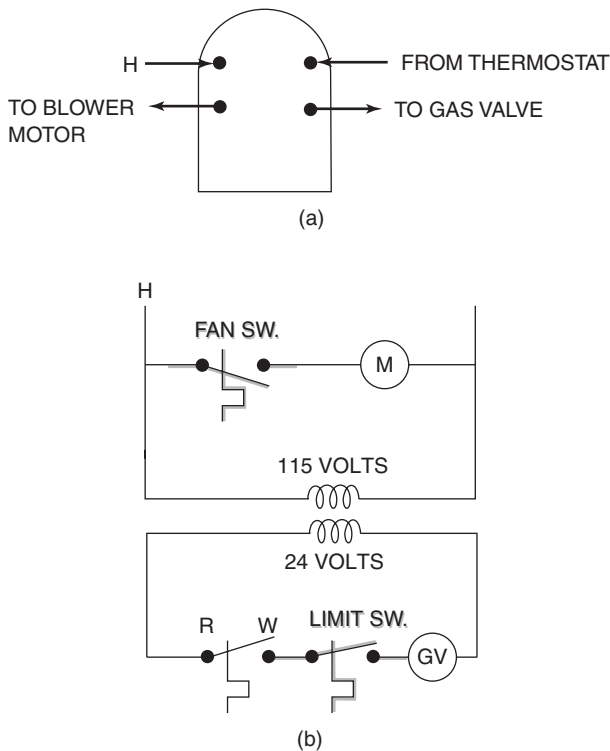 H
FROM THERMOSTAT
TO BLOWER
MOTOR
TO GAS VALVE
(a)
H
FAN SW.
M
115 VOLTS
24 VOLTS
R
W
LIMIT SW.
GV
(b)